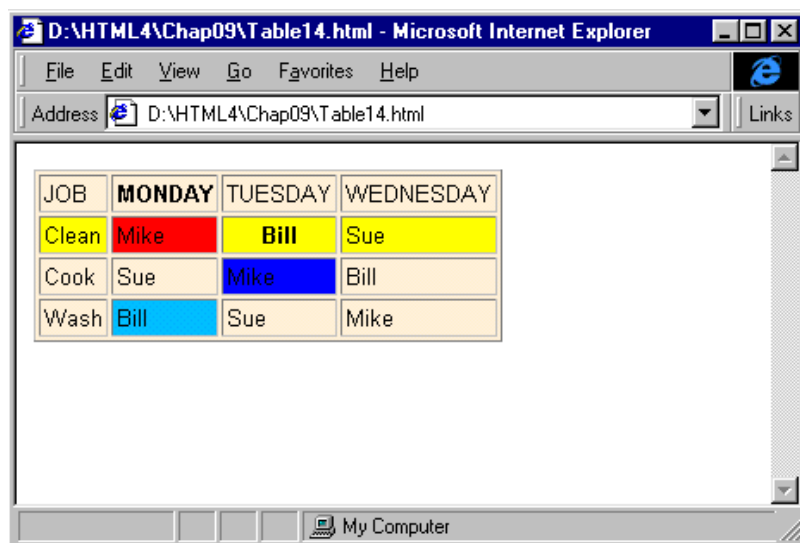 D:\HTML4\Chap09\Table14.html - Microsoft Internet Explorer
File Edit View Go Favorites Help
Address D:\HTML4\Chap09\Table14.html Links
JOB MONDAY TUESDAY WEDNESDAY
Clean Mike Bill Sue
Cook Sue Mike Bill
Wash Bill Sue Mike
My Computer